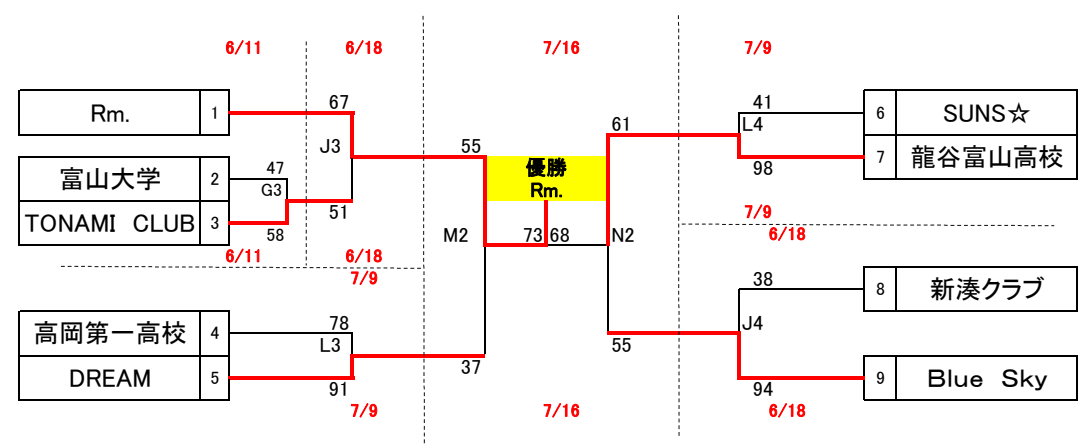 6/11 6/18 7/16 7/9
Rm. 1 67 41 6 SUNS☆
J3 61 L4
55 優勝 7 龍谷富山高校
富山大学 2 47 Rm. 98
G3
TONAMI CLUB 3 58 51 7/9
M2 73 68 N2 6/18
6/11 6/18
7/9
38 8 新湊クラブ
高岡第一高校 4 78 J4
L3 55
DREAM 5 91 37 94 9 Blue Sky
7/9 7/16 6/18